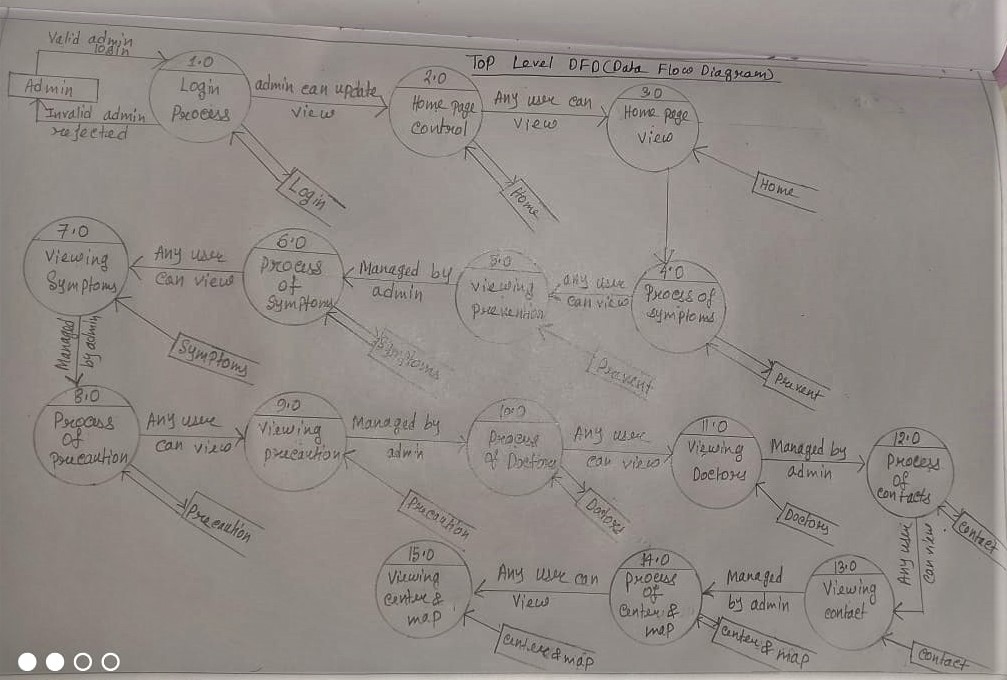 Top Level DFD (Data Flow Diagram)
Valid admin
login
Admin
Invalid admin
rejected
1.0
Login
Process
Login
admin can update
view
2.0
Home page
control
Home
Any user can
view
3.0
Home page
view
Home
4.0
Process of
symptoms
Prevent
any user
can view
5.0
viewing
prevention
Prevent
Managed by
admin
6.0
Process
of
Symptoms
Symptoms
Any user
can view
7.0
Viewing
Symptoms
Symptoms
Managed
by admin
8.0
Process
of
Precaution
Precaution
Any user
can view
9.0
Viewing
precaution
Precaution
Managed by
admin
10.0
Process
of Doctors
Doctors
Any user
can view
11.0
Viewing
Doctors
Doctors
Managed by
admin
12.0
Process
of
contacts
contact
Any user
can view
13.0
Viewing
contact
contact
Managed
by admin
14.0
process
of
center &
map
center & map
Any user can
view
15.0
Viewing
center &
map
center & map